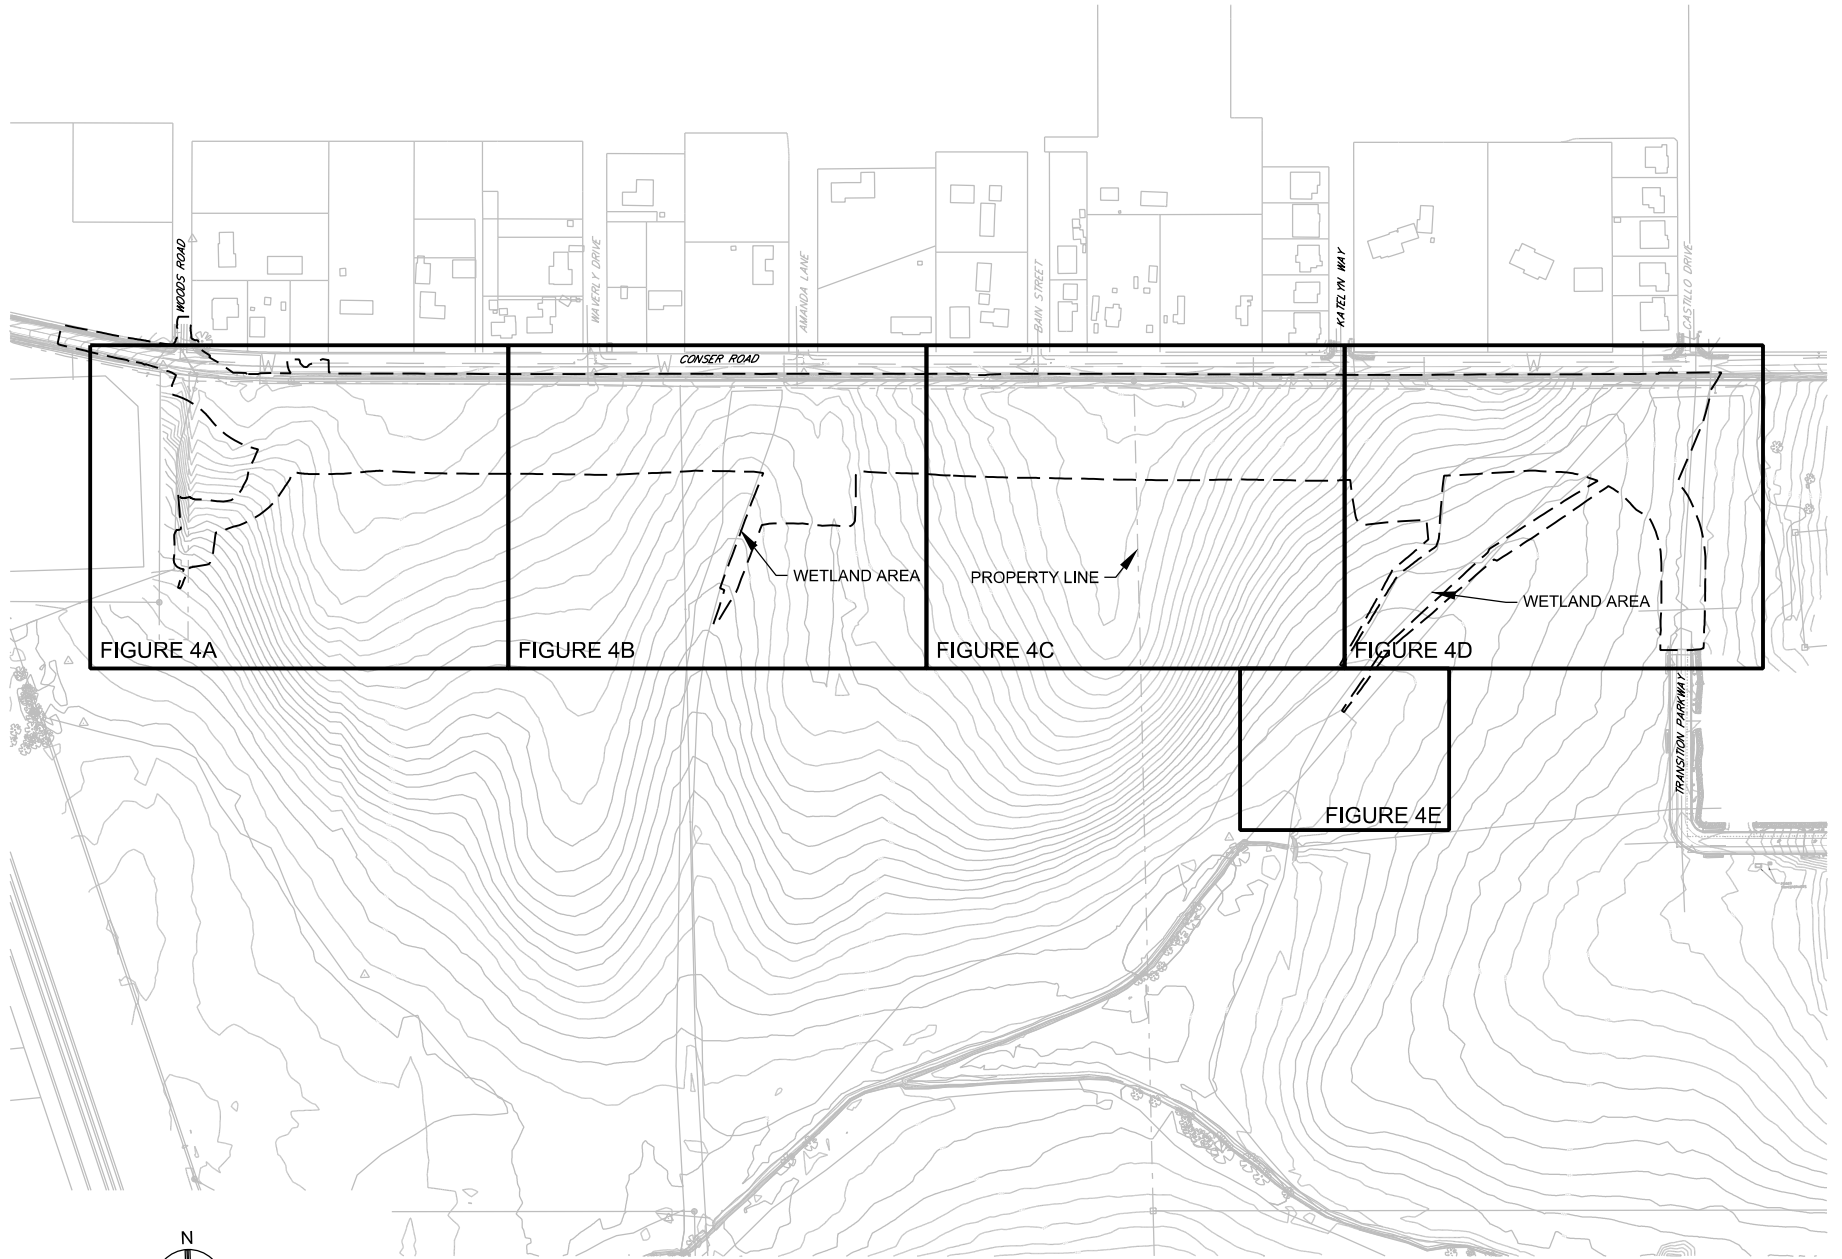 WOODS ROAD
WAVERLY DRIVE
AMANDA LANE
BAIN STREET
KATELYN WAY
CASTILLO DRIVE
CONSER ROAD
WETLAND AREA
PROPERTY LINE
WETLAND AREA
FIGURE 4A
FIGURE 4B
FIGURE 4C
FIGURE 4D
TRANSITION PARKWAY
FIGURE 4E
N